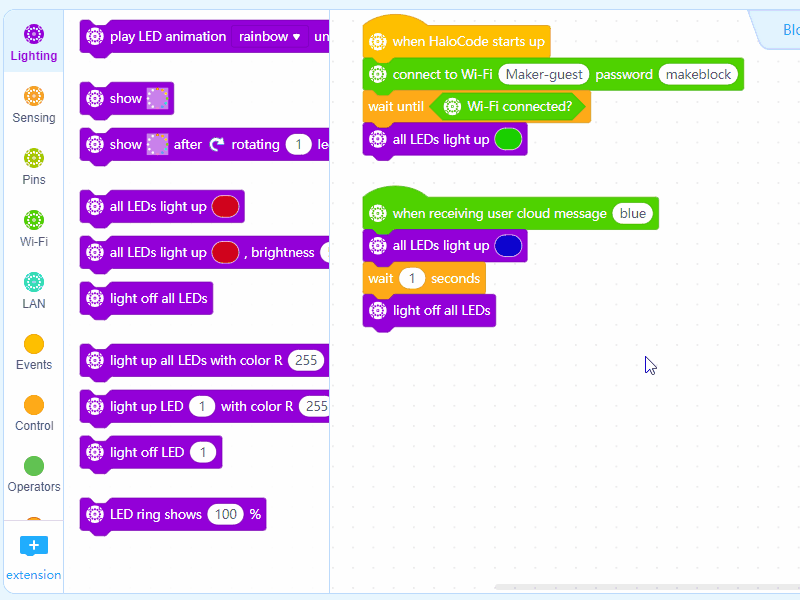 Lighting
Sensing
Pins
Wi-Fi
LAN
Events
Control
Operators
extension
play LED animation rainbow un
show
show after rotating 1 le
all LEDs light up
all LEDs light up , brightness
light off all LEDs
light up all LEDs with color R 255
light up LED 1 with color R 255
light off LED 1
LED ring shows 100 %
when HaloCode starts up
connect to Wi-Fi Maker-guest password makeblock
wait until Wi-Fi connected?
all LEDs light up
when receiving user cloud message blue
all LEDs light up
wait 1 seconds
light off all LEDs
Blo